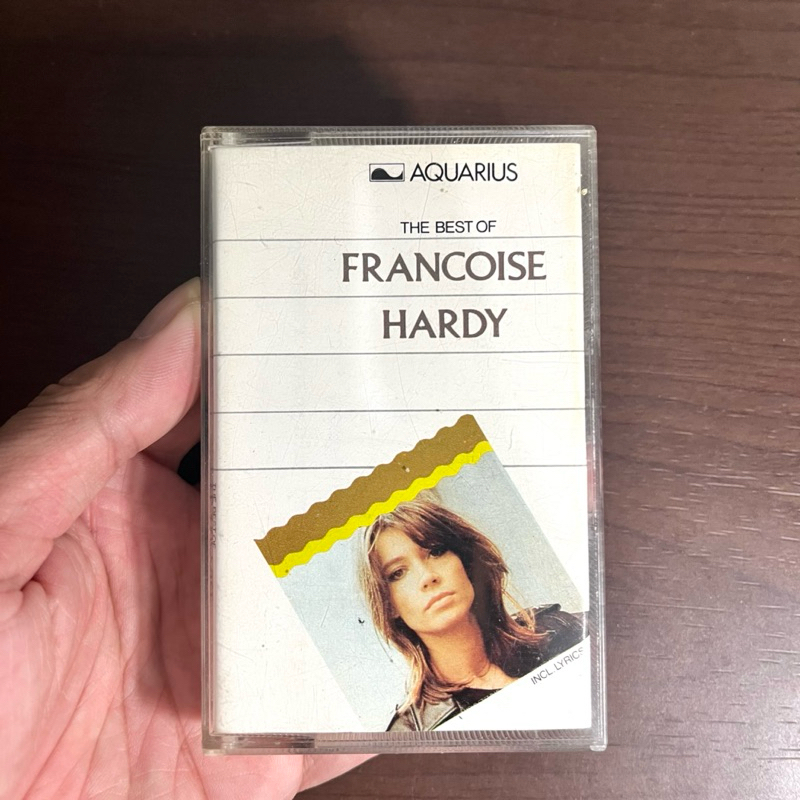 AQUARIUS
THE BEST OF
FRANCOISE
HARDY
INCL. LYRICS